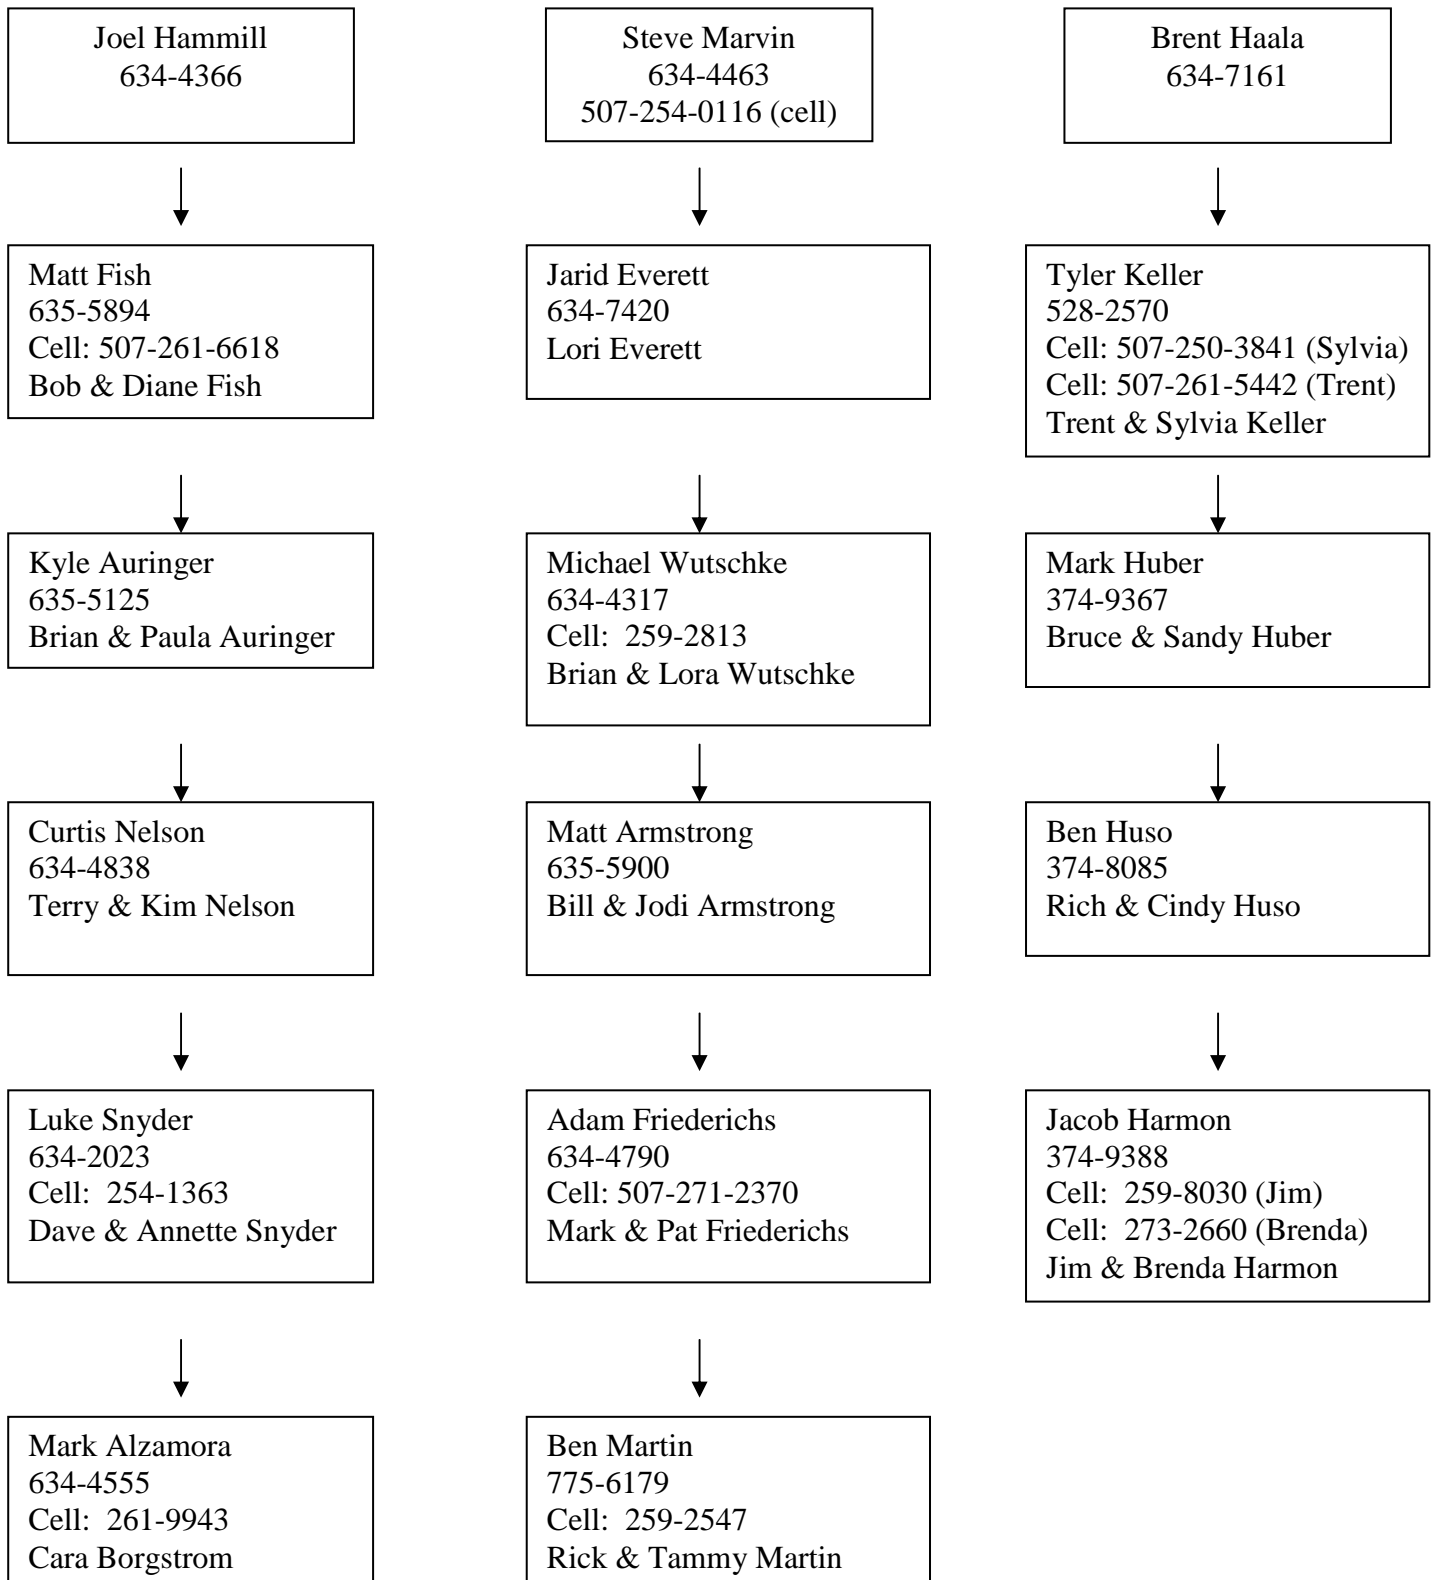 Joel Hammill
634-4366
Steve Marvin
634-4463
507-254-0116 (cell)
Brent Haala
634-7161
Matt Fish
635-5894
Cell: 507-261-6618
Bob & Diane Fish
Jarid Everett
634-7420
Lori Everett
Tyler Keller
528-2570
Cell: 507-250-3841 (Sylvia)
Cell: 507-261-5442 (Trent)
Trent & Sylvia Keller
Kyle Auringer
635-5125
Brian & Paula Auringer
Michael Wutschke
634-4317
Cell:  259-2813
Brian & Lora Wutschke
Mark Huber
374-9367
Bruce & Sandy Huber
Curtis Nelson
634-4838
Terry & Kim Nelson
Matt Armstrong
635-5900
Bill & Jodi Armstrong
Ben Huso
374-8085
Rich & Cindy Huso
Luke Snyder
634-2023
Cell:  254-1363
Dave & Annette Snyder
Adam Friederichs
634-4790
Cell: 507-271-2370
Mark & Pat Friederichs
Jacob Harmon
374-9388
Cell:  259-8030 (Jim)
Cell:  273-2660 (Brenda)
Jim & Brenda Harmon
Mark Alzamora
634-4555
Cell:  261-9943
Cara Borgstrom
Ben Martin
775-6179
Cell:  259-2547
Rick & Tammy Martin